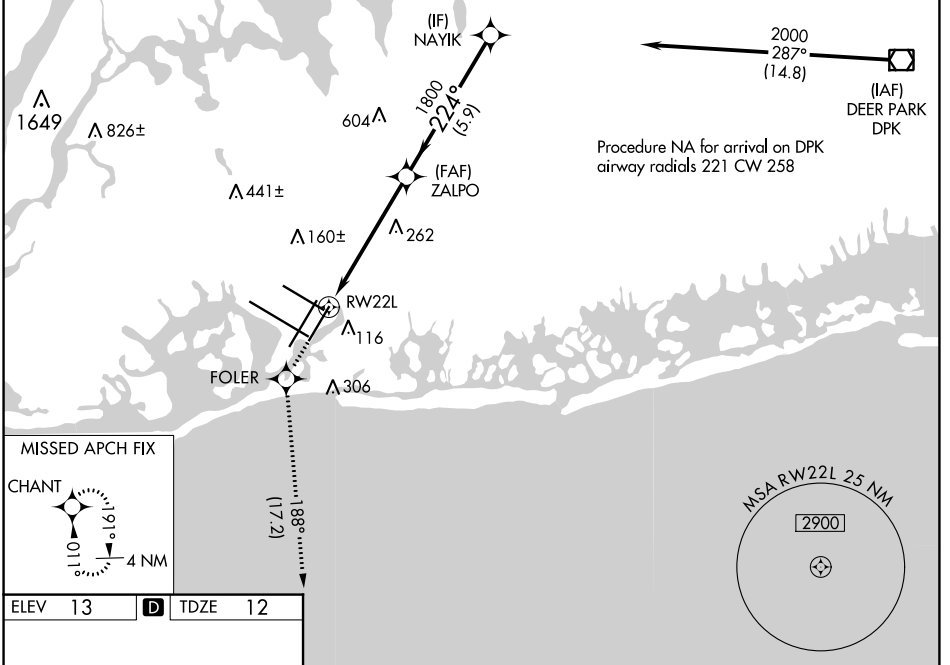 (IF)
NAYIK
2000
287°
(14.8)
(IAF)
DEER PARK
DPK
1649
826±
604
1800
224°
(5.9)
Procedure NA for arrival on DPK
airway radials 221 CW 258
(FAF)
ZALPO
441±
160±
262
RW22L
116
FOLER
306
MISSED APCH FIX
CHANT
191°
011°
4 NM
188°
(17.2)
MSA RW22L 25 NM
2900
ELEV 13 D TDZE 12